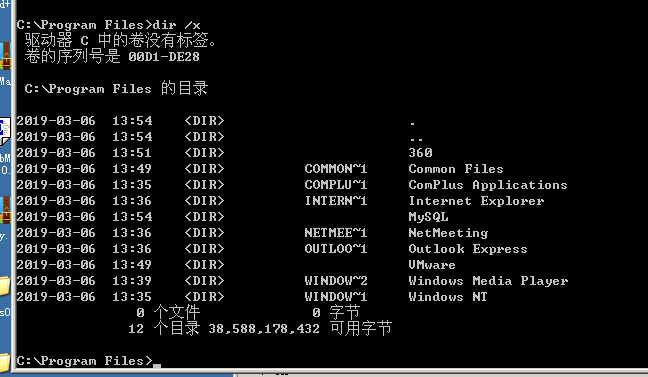 C:\Program Files>dir /x
驱动器 C 中的卷没有标签。
卷的序列号是 00D1-DE28
C:\Program Files 的目录
2019-03-06  13:54    <DIR>                       .
2019-03-06  13:54    <DIR>                       ..
2019-03-06  13:51    <DIR>                       360
2019-03-06  13:49    <DIR>          COMMON~1     Common Files
2019-03-06  13:35    <DIR>          COMPLU~1     ComPlus Applications
2019-03-06  13:36    <DIR>          INTERN~1     Internet Explorer
2019-03-06  13:54    <DIR>                       MySQL
2019-03-06  13:36    <DIR>          NETMEE~1     NetMeeting
2019-03-06  13:36    <DIR>          OUTLOO~1     Outlook Express
2019-03-06  13:49    <DIR>                       VMware
2019-03-06  13:39    <DIR>          WINDOW~2     Windows Media Player
2019-03-06  13:35    <DIR>          WINDOW~1     Windows NT
0 个文件              0 字节
12 个目录 38,588,178,432 可用字节
C:\Program Files>